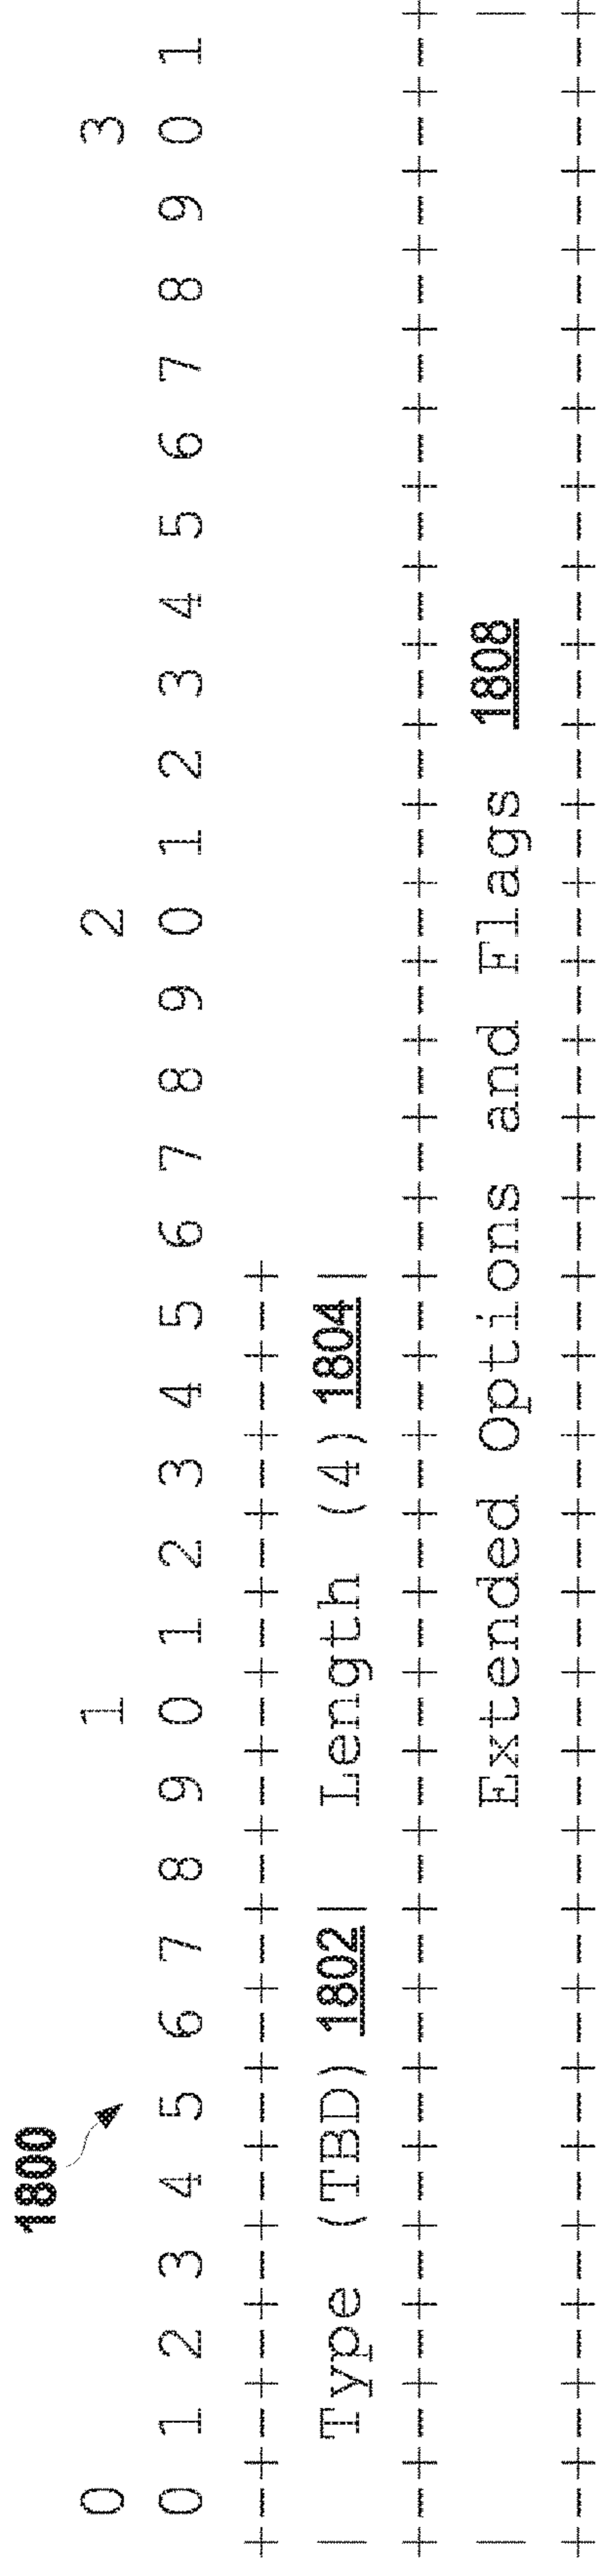 1800
0 1 2 3
0 1 2 3 4 5 6 7 8 9 0 1 2 3 4 5 6 7 8 9 0 1 2 3 4 5 6 7 8 9 0 1
+-+-+-+-+-+-+-+-+-+-+-+-+-+-+-+-+
| Type (TBD) 1802 | Length (4) 1804 |
+-+-+-+-+-+-+-+-+-+-+-+-+-+-+-+-+-+-+-+-+-+-+-+-+-+-+-+-+-+-+-+-+
| Extended Options and Flags 1808 |
+-+-+-+-+-+-+-+-+-+-+-+-+-+-+-+-+-+-+-+-+-+-+-+-+-+-+-+-+-+-+-+-+